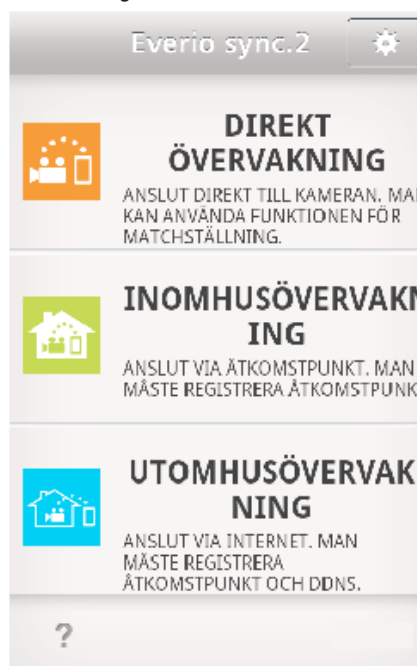 Everio sync.2
DIREKT
ÖVERVAKNING
ANSLUT DIREKT TILL KAMERAN. MA
KAN ANVÄNDA FUNKTIONEN FÖR
MATCHSTÄLLNING.
INOMHUSÖVERVAKN
ING
ANSLUT VIA ÅTKOMSTPUNKT. MAN
MÅSTE REGISTRERA ÅTKOMSTPUNK
UTOMHUSÖVERVAK
NING
ANSLUT VIA INTERNET. MAN
MÅSTE REGISTRERA
ÅTKOMSTPUNKT OCH DDNS.
?